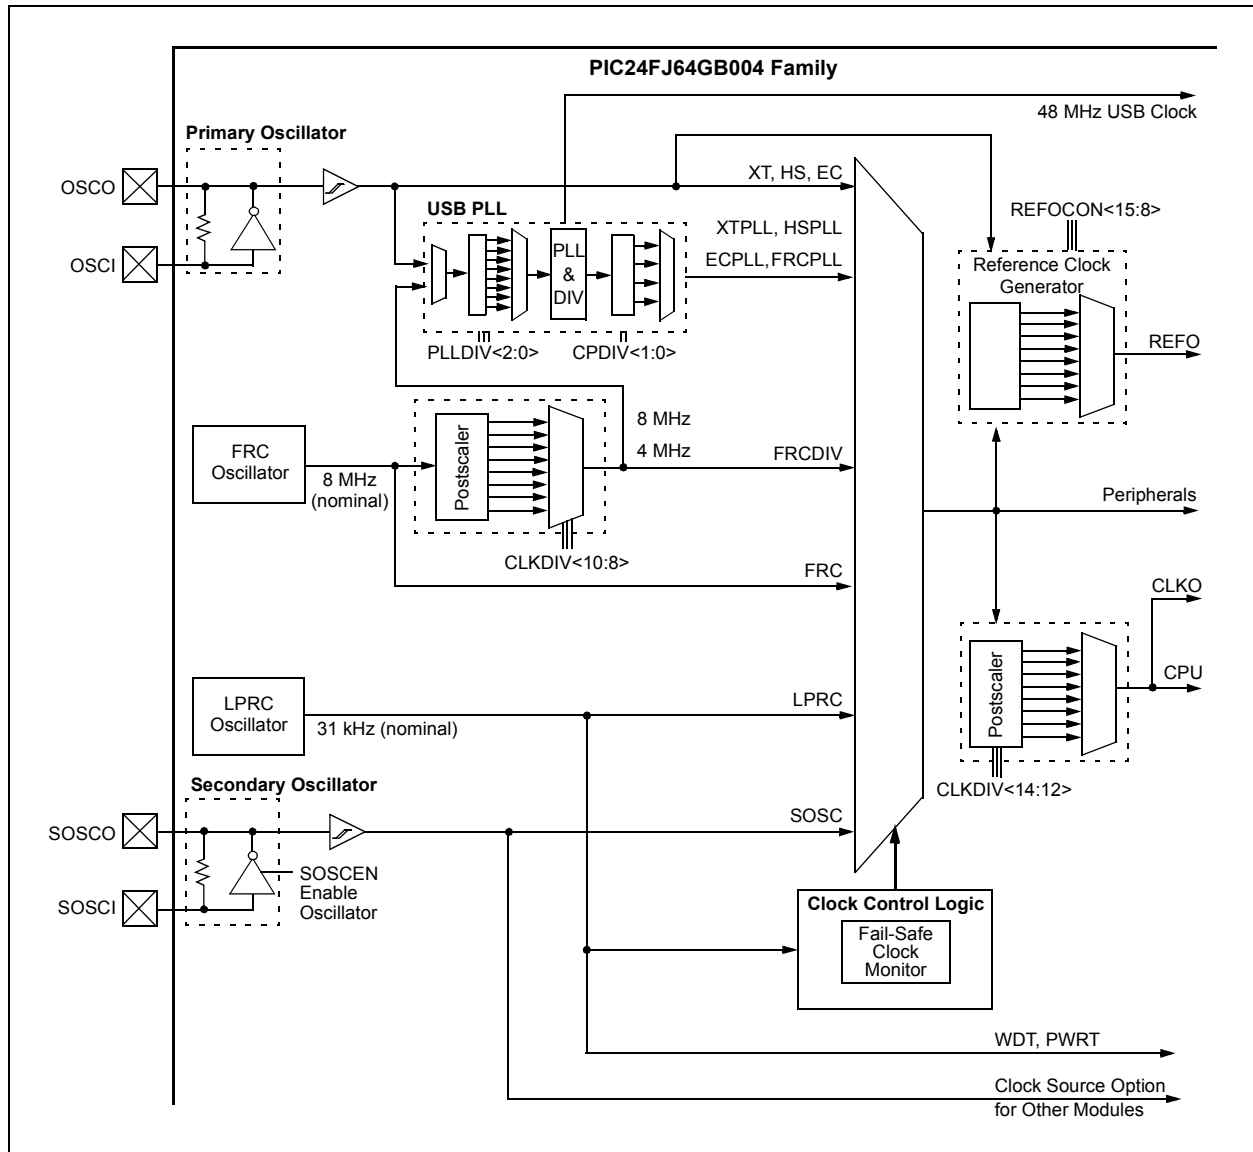 PIC24FJ64GB004 Family
48 MHz USB Clock
Primary Oscillator
OSCO
XT, HS, EC
OSCI
USB PLL
XTPLL, HSPLL
ECPLL,FRCPLL
PLL
&
DIV
PLLDIV<2:0>
CPDIV<1:0>
REFOCON<15:8>
Reference Clock
Generator
REFO
FRC
Oscillator
8 MHz
(nominal)
Postscaler
8 MHz
4 MHz
FRCDIV
CLKDIV<10:8>
FRC
Peripherals
CLKO
CPU
Postscaler
CLKDIV<14:12>
LPRC
Oscillator
31 kHz (nominal)
LPRC
Secondary Oscillator
SOSCO
SOSC
SOSCI
SOSCEN
Enable
Oscillator
Clock Control Logic
Fail-Safe
Clock
Monitor
WDT, PWRT
Clock Source Option
for Other Modules